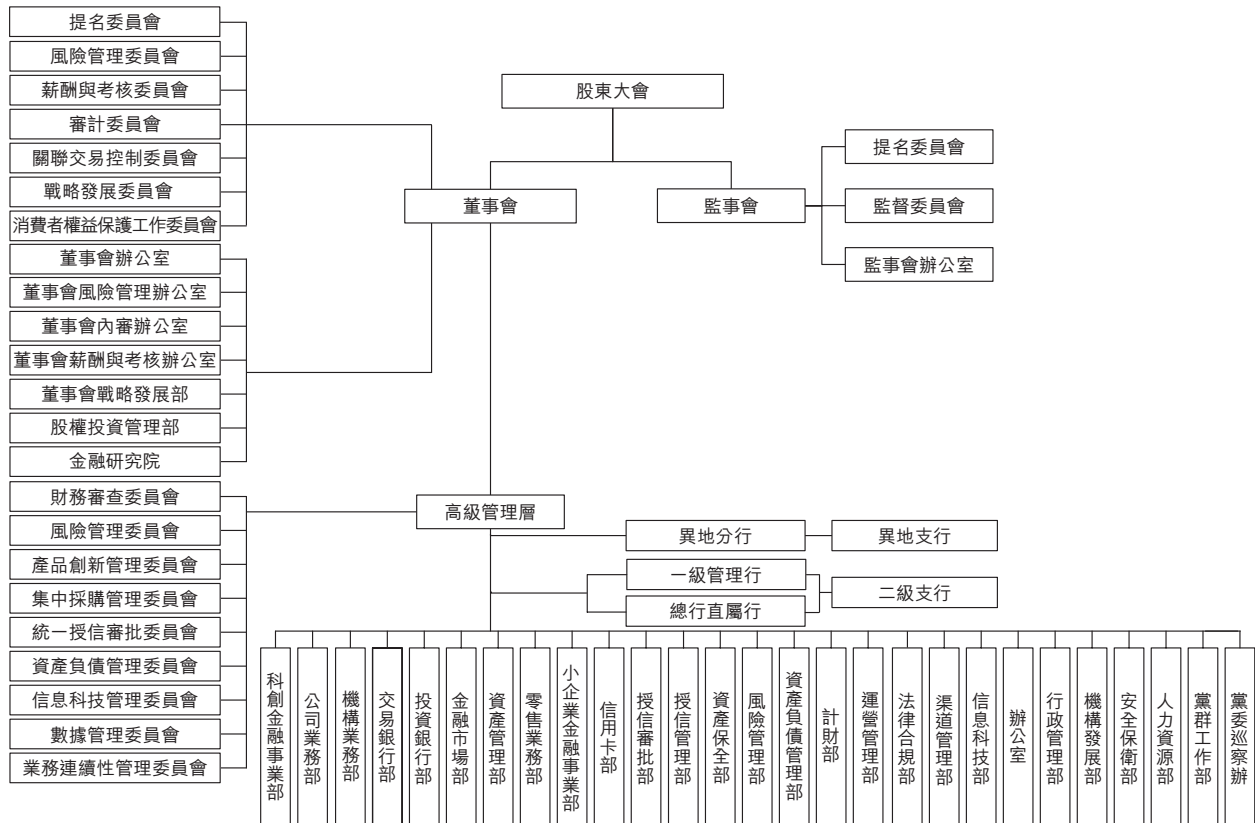 股東大會
董事會
監事會
提名委員會
監督委員會
監事會辦公室
提名委員會
風險管理委員會
薪酬與考核委員會
審計委員會
關聯交易控制委員會
戰略發展委員會
消費者權益保護工作委員會
董事會辦公室
董事會風險管理辦公室
董事會內審辦公室
董事會薪酬與考核辦公室
董事會戰略發展部
股權投資管理部
金融研究院
高級管理層
財務審查委員會
風險管理委員會
產品創新管理委員會
集中採購管理委員會
統一授信審批委員會
資產負債管理委員會
信息科技管理委員會
數據管理委員會
業務連續性管理委員會
異地分行
異地支行
一級管理行
總行直屬行
二級支行
科創金融事業部
公司業務部
機構業務部
交易銀行部
投資銀行部
金融市場部
資產管理部
零售業務部
小企業金融事業部
信用卡部
授信審批部
授信管理部
資產保全部
風險管理部
資產負債管理部
計財部
運營管理部
法律合規部
渠道管理部
信息科技部
辦公室
行政管理部
機構發展部
安全保衛部
人力資源部
黨群工作部
黨委巡察辦